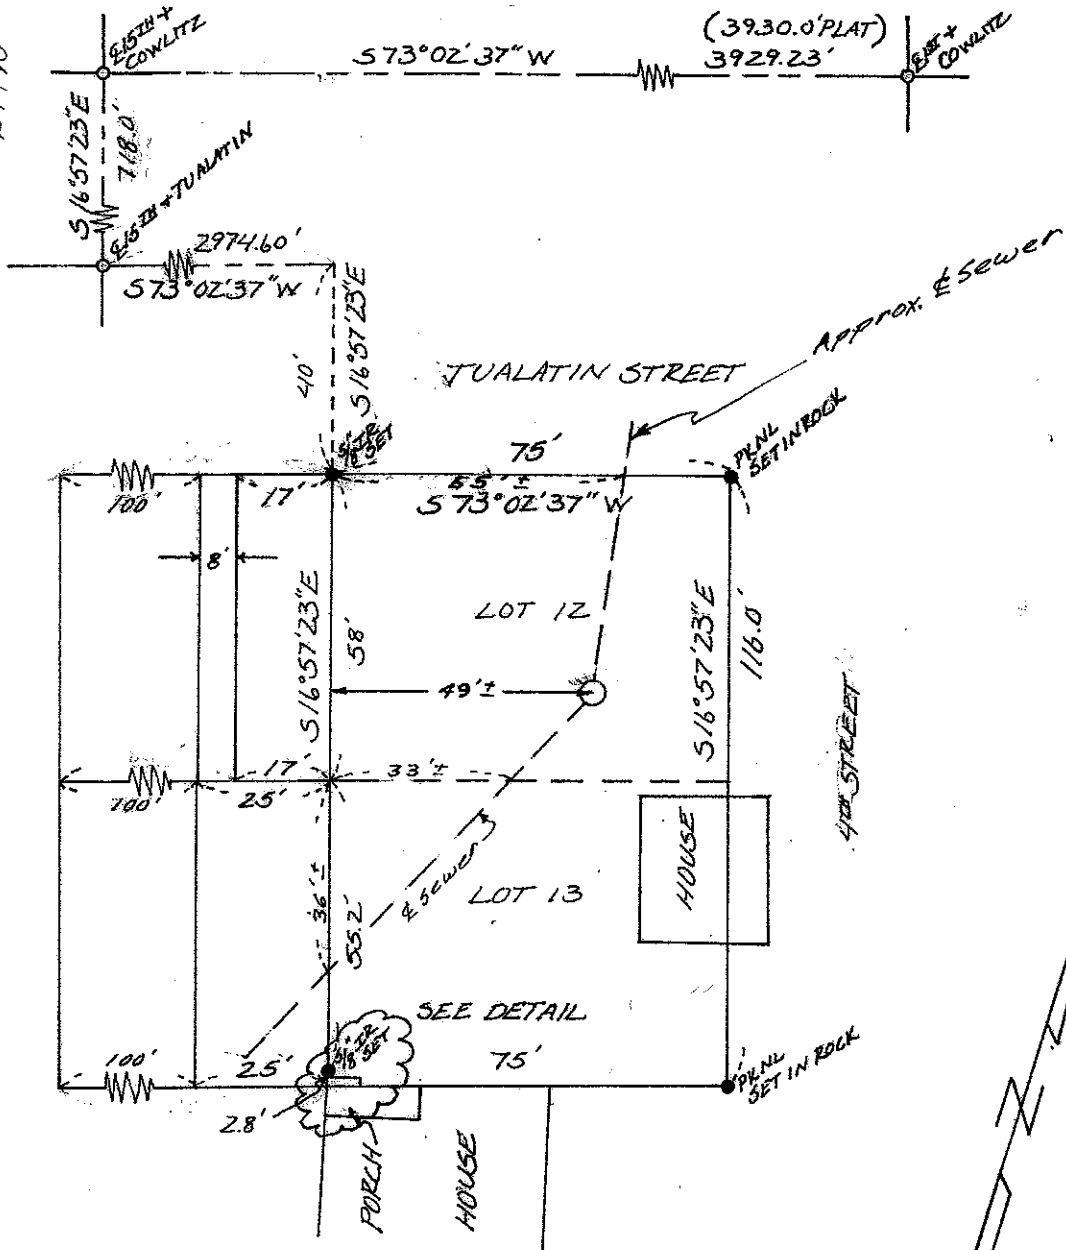 ℄15TH +
COWLITZ
S73°02'37"W
(3930.0'PLAT)
3929.23'
℄1ST +
COWLITZ
S16°57'23"E
718.0'
℄15TH + TUALATIN
2974.60'
S73°02'37"W
40'
S16°57'23"E
TUALATIN STREET
Approx. ℄ Sewer
5/8" IR
SET
75'
PK NL
SET IN ROCK
100'
17'
55'±
S73°02'37"W
8'
LOT 12
S16°57'23"E
58'
49'±
S16°57'23"E
116.0'
4TH STREET
17'
33'±
100'
25'
HOUSE
℄ Sewer
LOT 13
36'±
55.2'
SEE DETAIL
5/8" IR
SET
100'
25'
75'
PK NL
SET IN ROCK
2.8'
PORCH
HOUSE
N